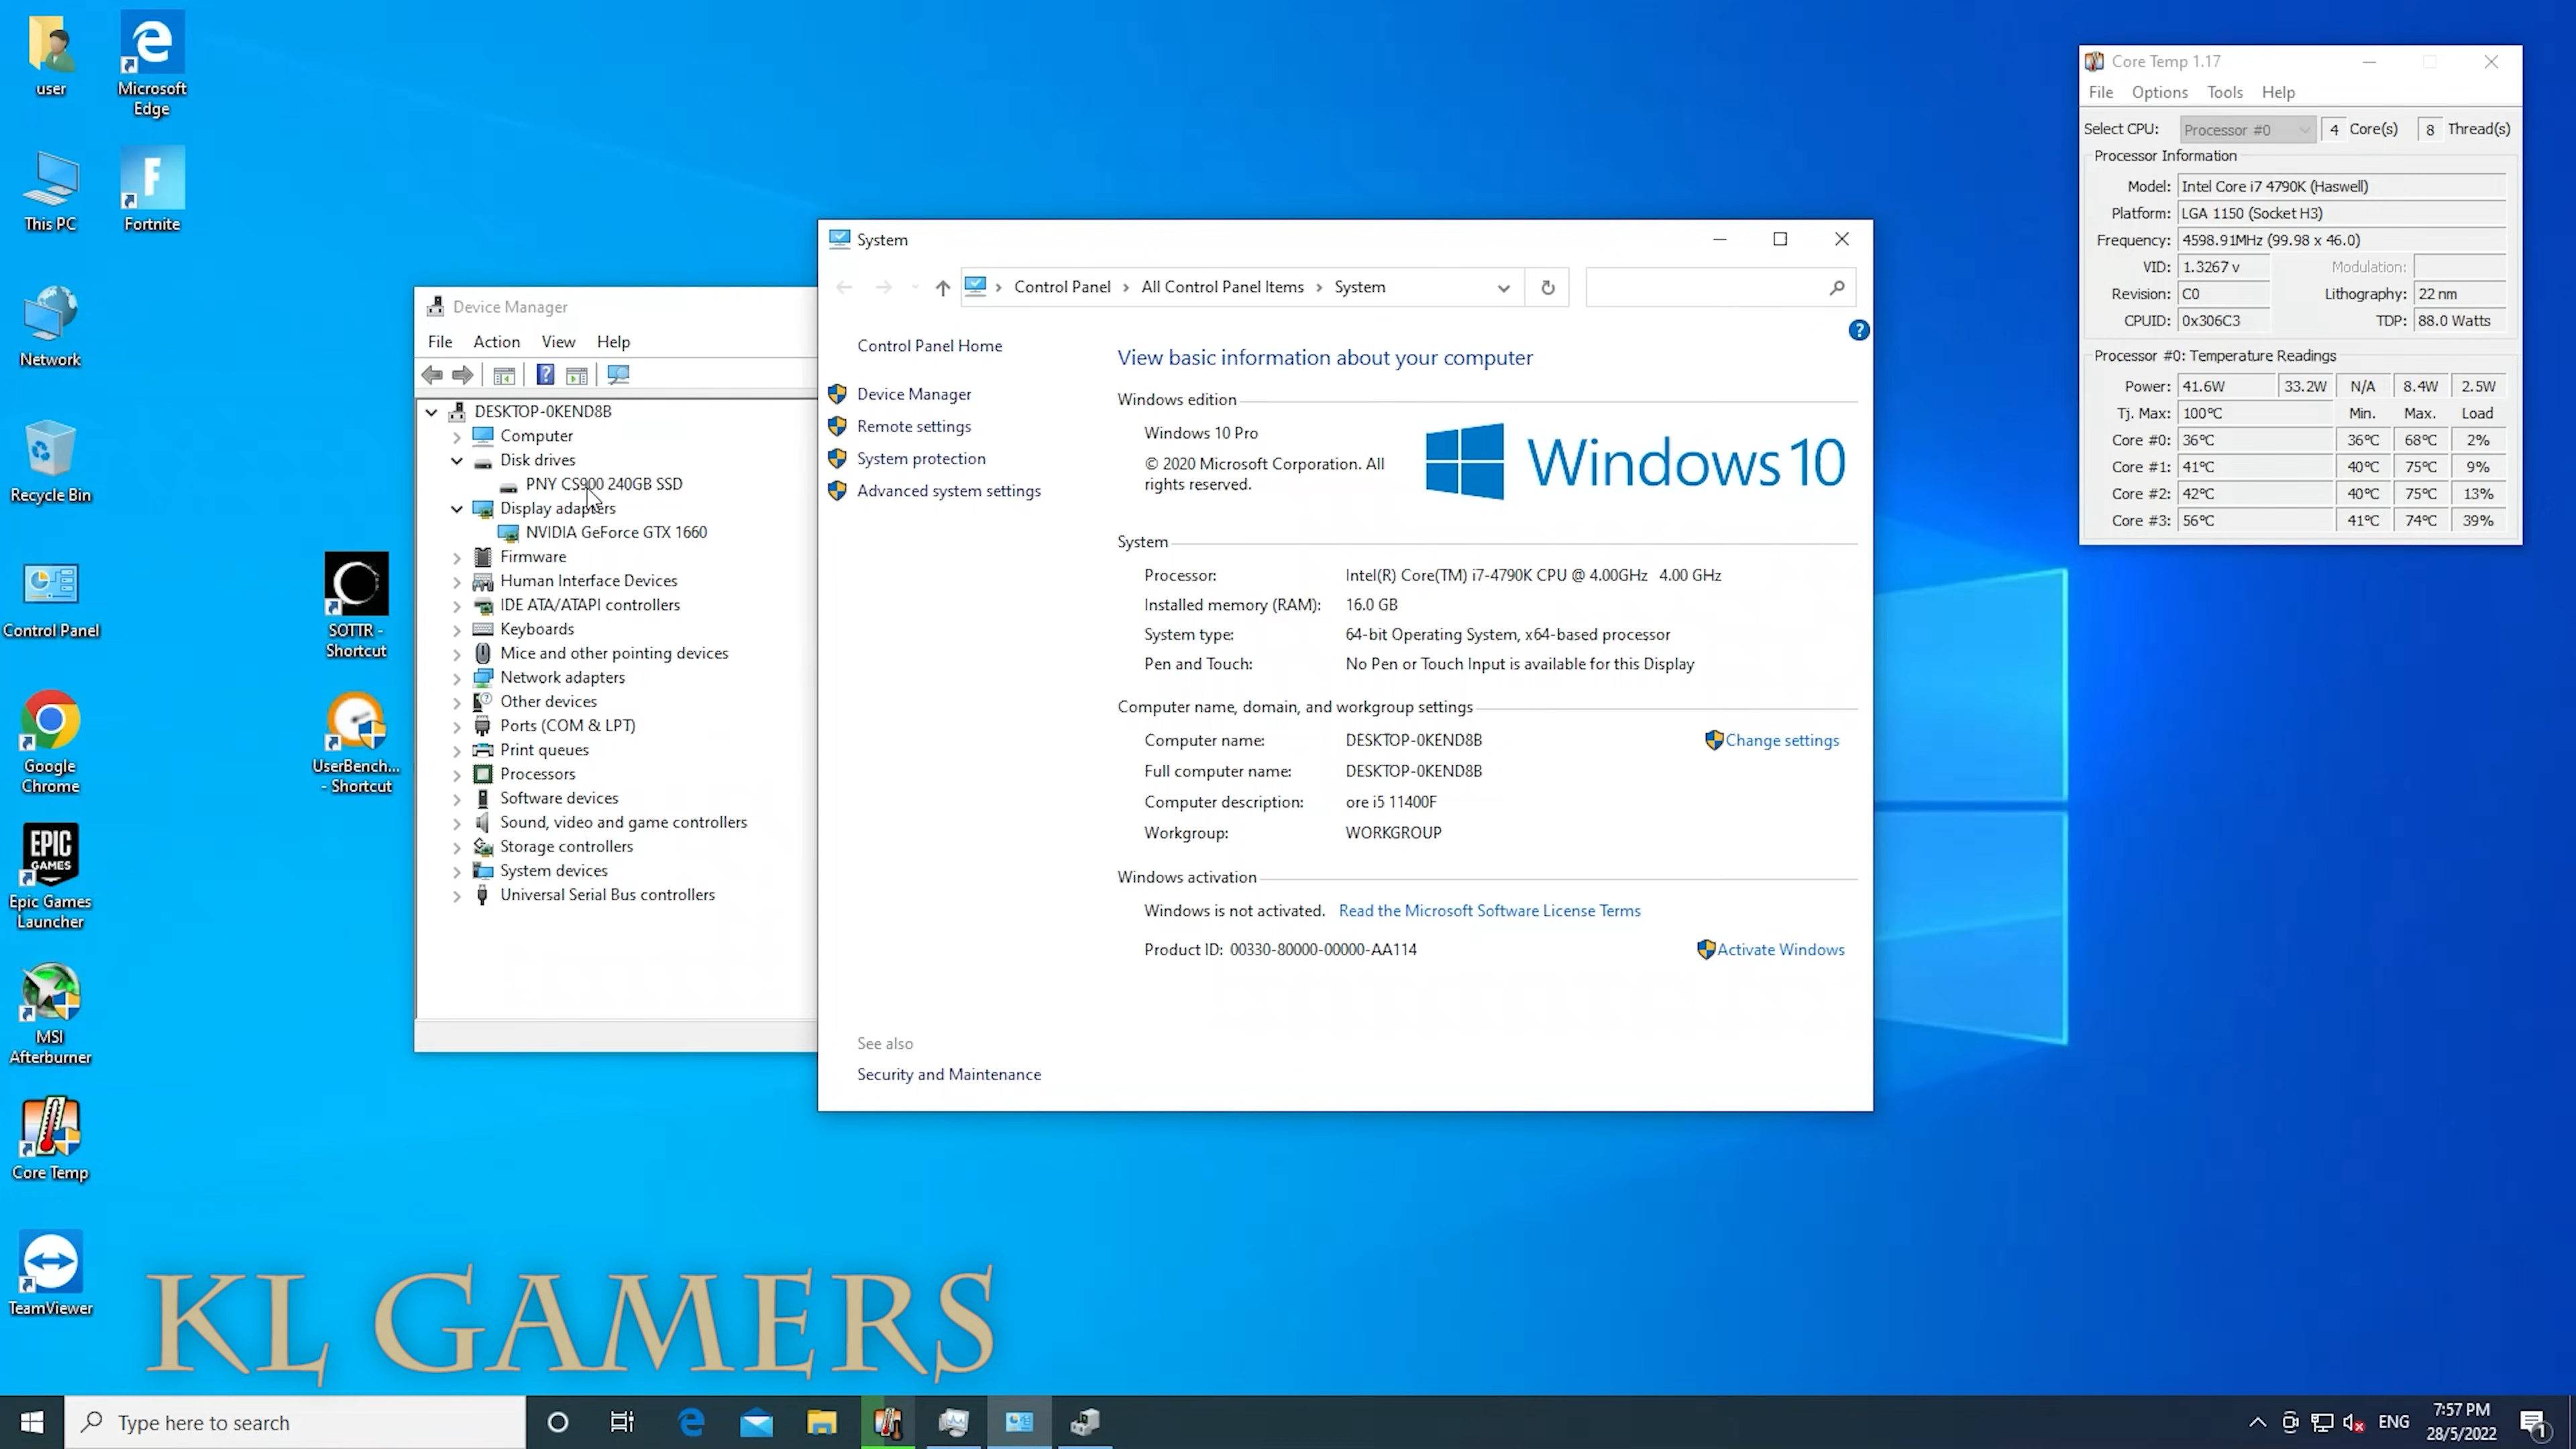 user
Microsoft
Edge
This PC
Fortnite
Network
Recycle Bin
Control Panel
SOTTR -
Shortcut
Google
Chrome
UserBench...
- Shortcut
EPIC
GAMES
Epic Games
Launcher
MSI
Afterburner
Core Temp
TeamViewer
Device Manager
File Action View Help
DESKTOP-0KEND8B
Computer
Disk drives
PNY CS900 240GB SSD
Display adapters
NVIDIA GeForce GTX 1660
Firmware
Human Interface Devices
IDE ATA/ATAPI controllers
Keyboards
Mice and other pointing devices
Network adapters
Other devices
Ports (COM & LPT)
Print queues
Processors
Software devices
Sound, video and game controllers
Storage controllers
System devices
Universal Serial Bus controllers
System
Control Panel › All Control Panel Items › System
Control Panel Home
Device Manager
Remote settings
System protection
Advanced system settings
See also
Security and Maintenance
View basic information about your computer
Windows edition
Windows 10 Pro
© 2020 Microsoft Corporation. All
rights reserved.
Windows 10
System
Processor: Intel(R) Core(TM) i7-4790K CPU @ 4.00GHz 4.00 GHz
Installed memory (RAM): 16.0 GB
System type: 64-bit Operating System, x64-based processor
Pen and Touch: No Pen or Touch Input is available for this Display
Computer name, domain, and workgroup settings
Computer name: DESKTOP-0KEND8B Change settings
Full computer name: DESKTOP-0KEND8B
Computer description: ore i5 11400F
Workgroup: WORKGROUP
Windows activation
Windows is not activated. Read the Microsoft Software License Terms
Product ID: 00330-80000-00000-AA114 Activate Windows
Core Temp 1.17
File Options Tools Help
Select CPU: Processor #0 4 Core(s) 8 Thread(s)
Processor Information
Model: Intel Core i7 4790K (Haswell)
Platform: LGA 1150 (Socket H3)
Frequency: 4598.91MHz (99.98 x 46.0)
VID: 1.3267 v Modulation:
Revision: C0 Lithography: 22 nm
CPUID: 0x306C3 TDP: 88.0 Watts
Processor #0: Temperature Readings
Power: 41.6W 33.2W N/A 8.4W 2.5W
Tj. Max: 100°C Min. Max. Load
Core #0: 36°C 36°C 68°C 2%
Core #1: 41°C 40°C 75°C 9%
Core #2: 42°C 40°C 75°C 13%
Core #3: 56°C 41°C 74°C 39%
KL GAMERS
Type here to search
ENG
7:57 PM
28/5/2022
1